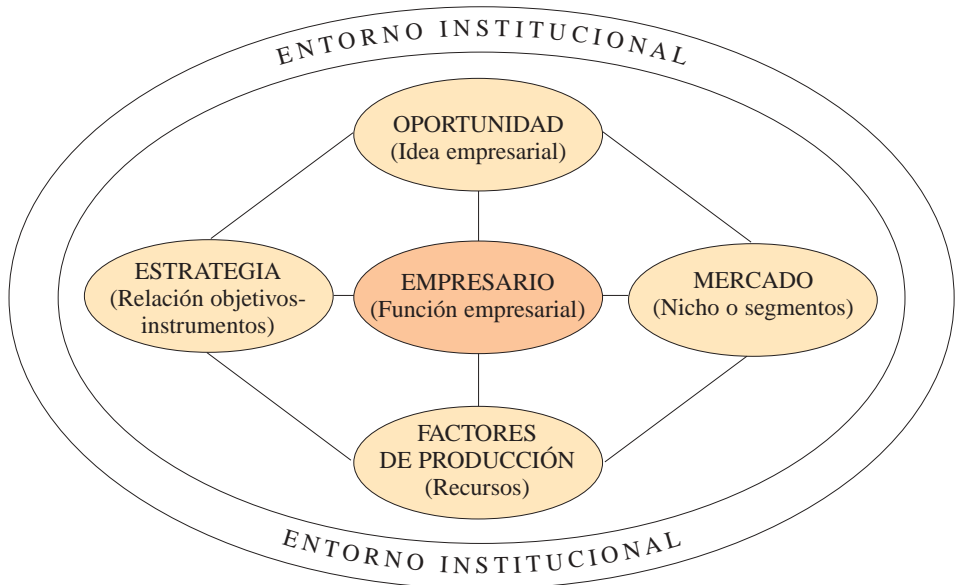 ENTORNO INSTITUCIONAL
OPORTUNIDAD
(Idea empresarial)
ESTRATEGIA
(Relación objetivos-
instrumentos)
EMPRESARIO
(Función empresarial)
MERCADO
(Nicho o segmentos)
FACTORES
DE PRODUCCIÓN
(Recursos)
ENTORNO INSTITUCIONAL